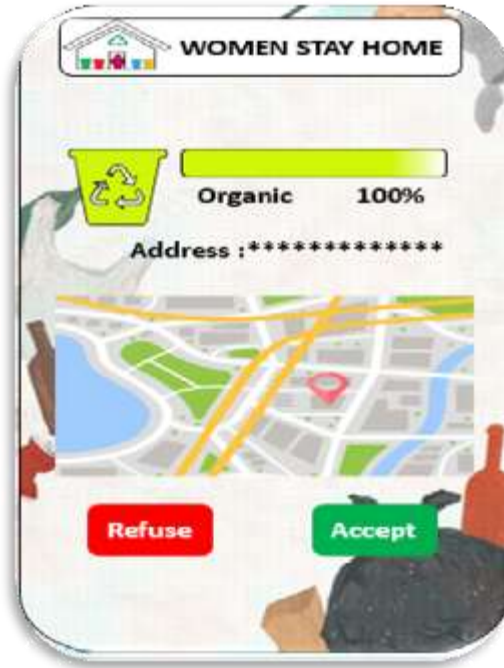 WOMEN STAY HOME
Organic 100%
Address :*************
Refuse Accept